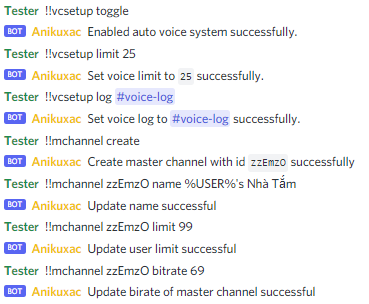 Tester !!vcsetup toggle
BOT Anikuxac Enabled auto voice system successfully.
Tester !!vcsetup limit 25
BOT Anikuxac Set voice limit to 25 successfully.
Tester !!vcsetup log #voice-log
BOT Anikuxac Set voice log to #voice-log successfully.
Tester !!mchannel create
BOT Anikuxac Create master channel with id zzEmzO successfully
Tester !!mchannel zzEmzO name %USER%'s Nhà Tắm
BOT Anikuxac Update name successful
Tester !!mchannel zzEmzO limit 99
BOT Anikuxac Update user limit successful
Tester !!mchannel zzEmzO bitrate 69
BOT Anikuxac Update birate of master channel successful